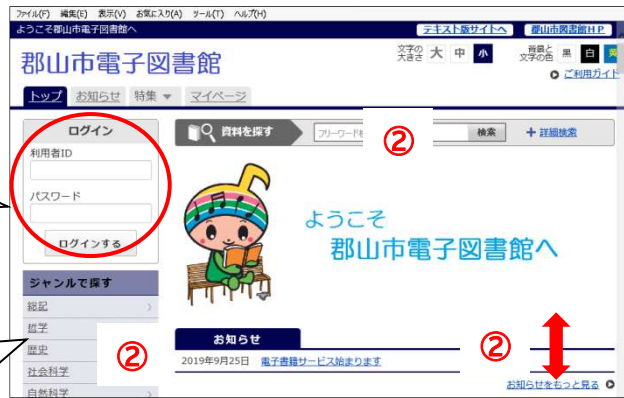 ファイル(F) 編集(E) 表示(V) お気に入り(A) ツール(T) ヘルプ(H)
ようこそ郡山市電子図書館へ
テキスト版サイトへ 郡山市図書館HP
郡山市電子図書館
文字の大きさ 大 中 小 背景と文字の色 黒 白
ご利用ガイド
トップ お知らせ 特集 ▼ マイページ
ログイン
利用者ID
パスワード
ログインする
資料を探す フリーワード ② 検索 + 詳細検索
ようこそ
郡山市電子図書館へ
ジャンルで探す
総記
哲学
歴史
社会科学
自然科学
②
お知らせ
2019年9月25日 電子書籍サービス始まります
②
お知らせをもっと見る